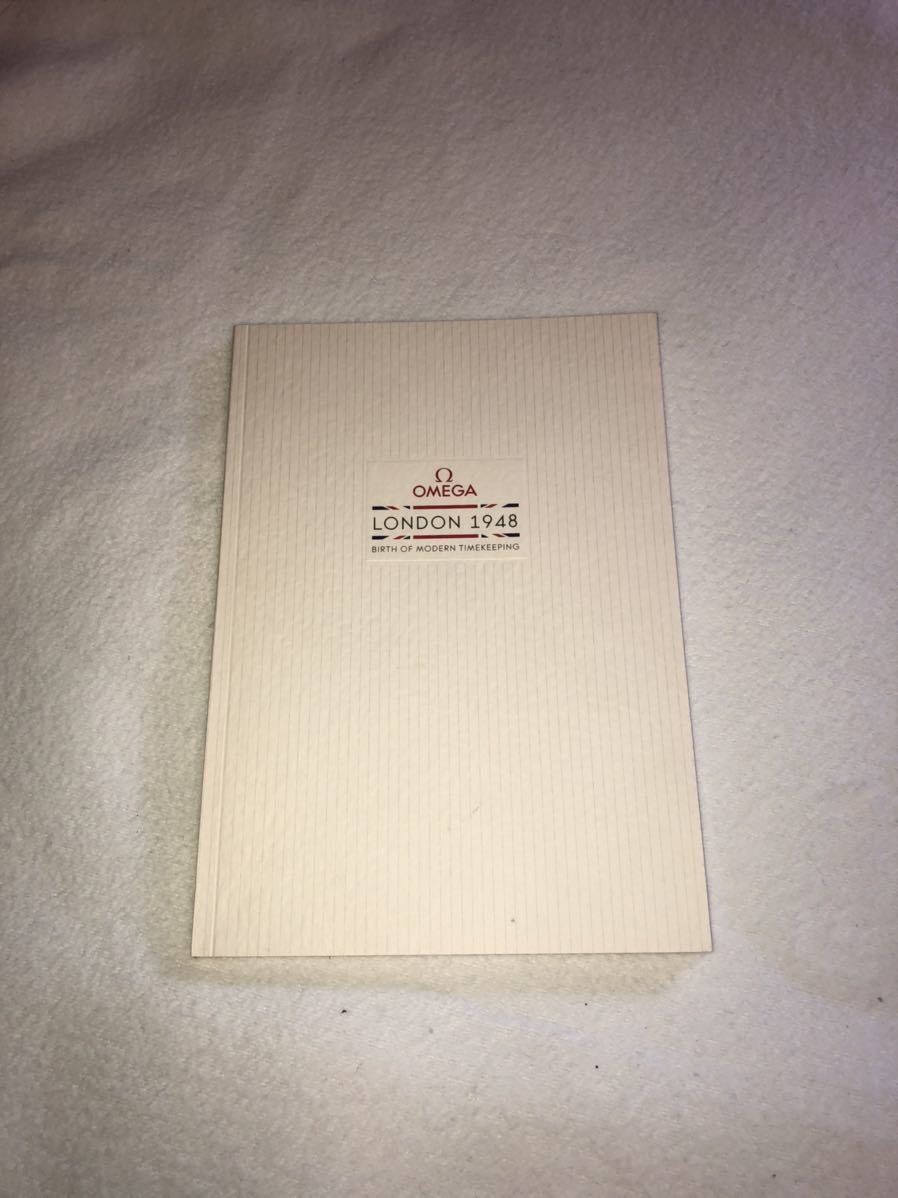 Ω
OMEGA
LONDON 1948
BIRTH OF MODERN TIMEKEEPING